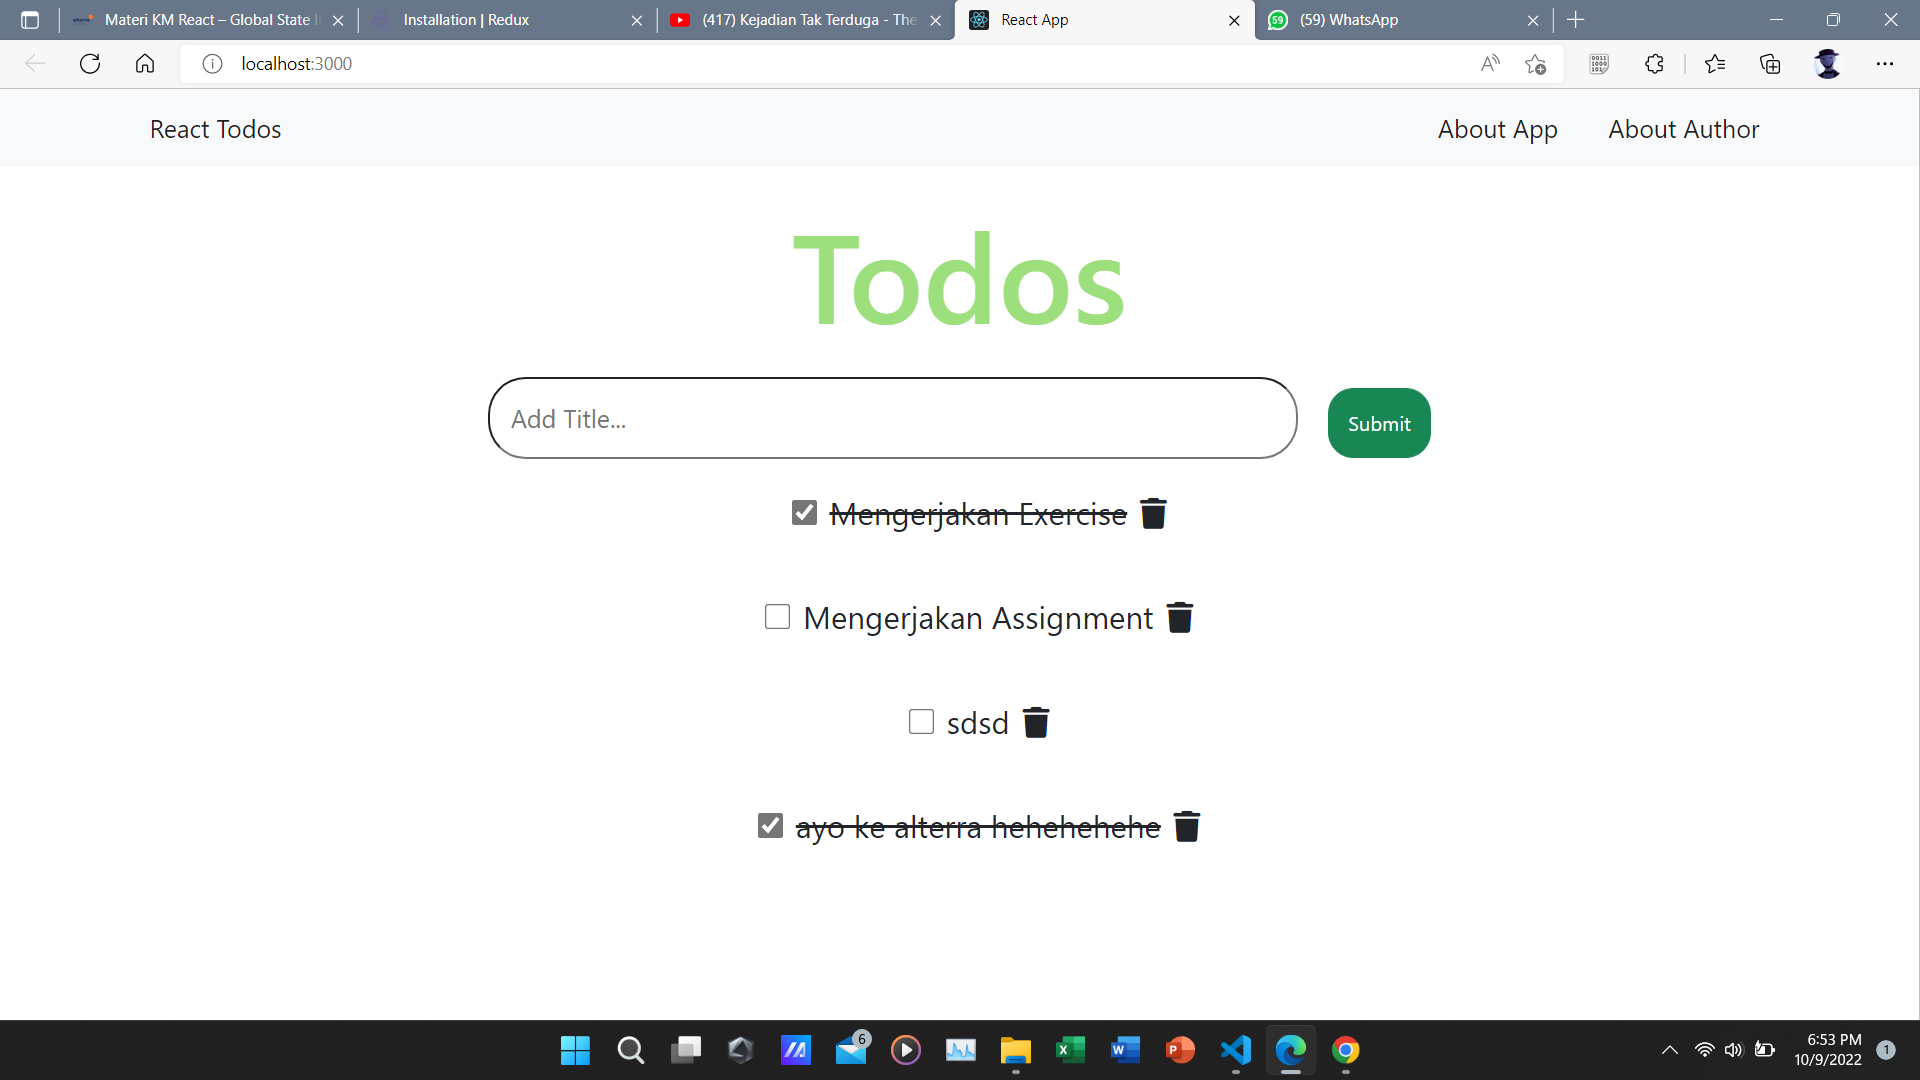 Materi KM React – Global State
Installation | Redux
(417) Kejadian Tak Terduga - The
React App
59
(59) WhatsApp
localhost:3000
React Todos
About App
About Author
Todos
Add Title...
Submit
Mengerjakan Exercise
Mengerjakan Assignment
sdsd
ayo ke alterra hehehehehe
6
6:53 PM
10/9/2022
1